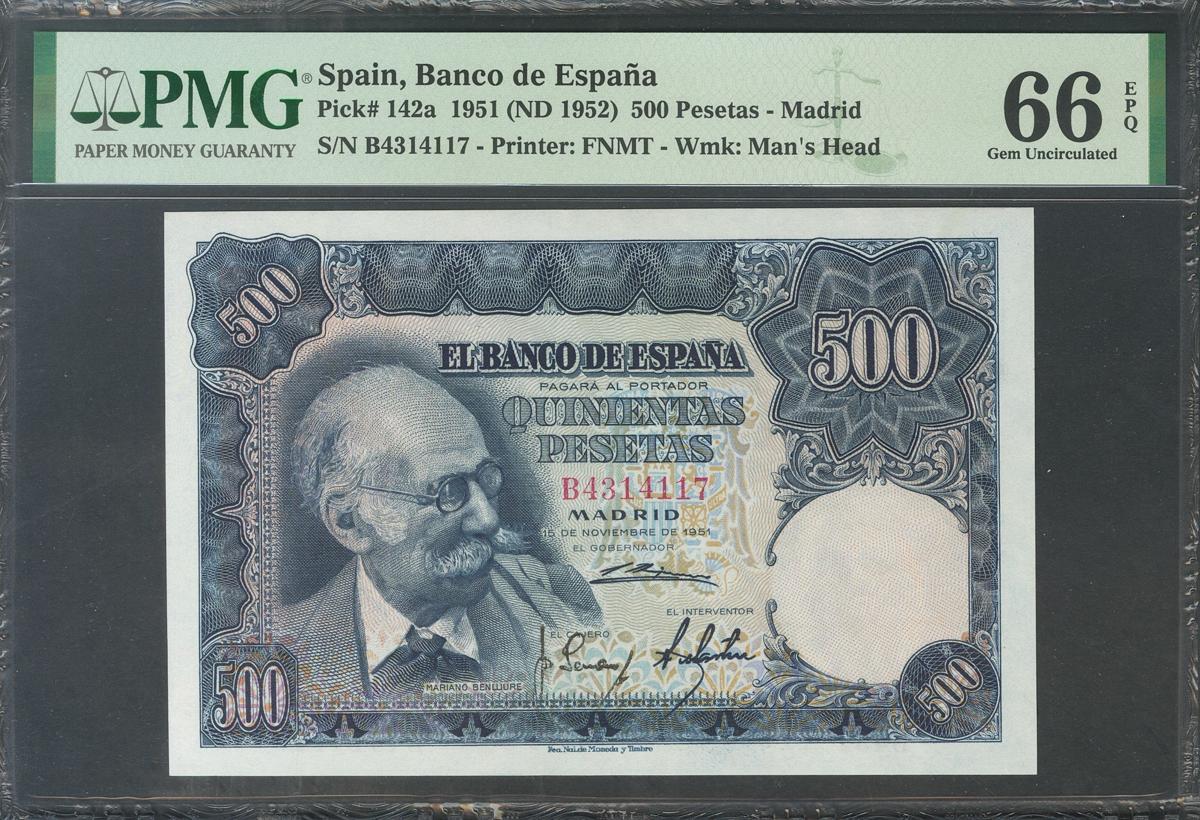 PMG®
PAPER MONEY GUARANTY
Spain, Banco de España
Pick# 142a 1951 (ND 1952) 500 Pesetas - Madrid
S/N B4314117 - Printer: FNMT - Wmk: Man's Head
66 EPQ
Gem Uncirculated
500
500
EL BANCO DE ESPAÑA
PAGARÁ AL PORTADOR
QUINIENTAS
PESETAS
B4314117
MADRID
15 DE NOVIEMBRE DE 1951
EL GOBERNADOR
EL INTERVENTOR
EL CAJERO
MARIANO BENLLIURE
500
500
Fca. Nal. de Moneda y Timbre